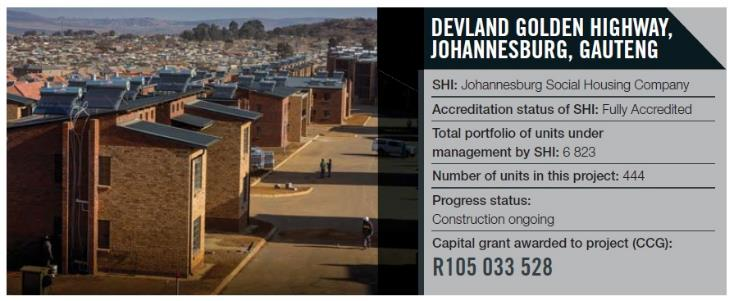 DEVLAND GOLDEN HIGHWAY,
JOHANNESBURG, GAUTENG
SHI: Johannesburg Social Housing Company
Accreditation status of SHI: Fully Accredited
Total portfolio of units under
management by SHI: 6 823
Number of units in this project: 444
Progress status:
Construction ongoing
Capital grant awarded to project (CCG):
R105 033 528